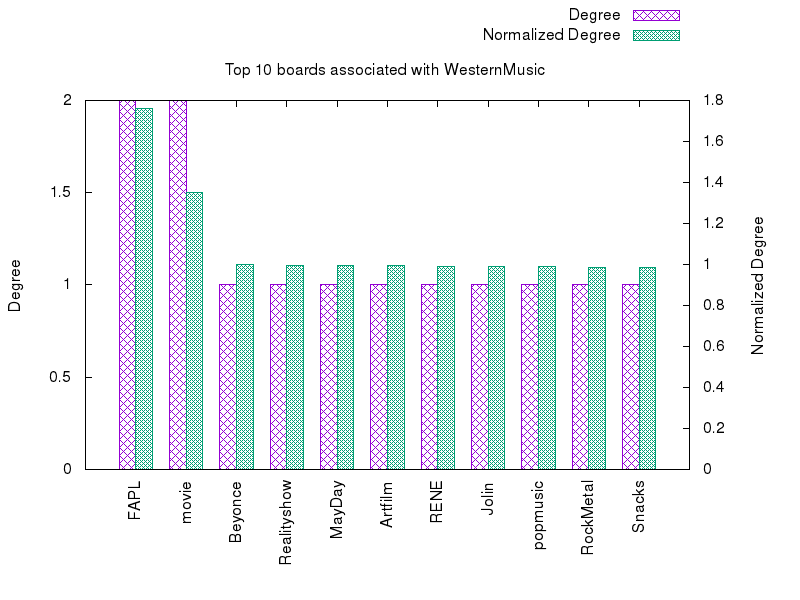 Degree
Normalized Degree
Top 10 boards associated with WesternMusic
2
1.5
1
0.5
0
1.8
1.6
1.4
1.2
1
0.8
0.6
0.4
0.2
0
Degree
Normalized Degree
FAPL
movie
Beyonce
Realityshow
MayDay
Artfilm
RENE
Jolin
popmusic
RockMetal
Snacks